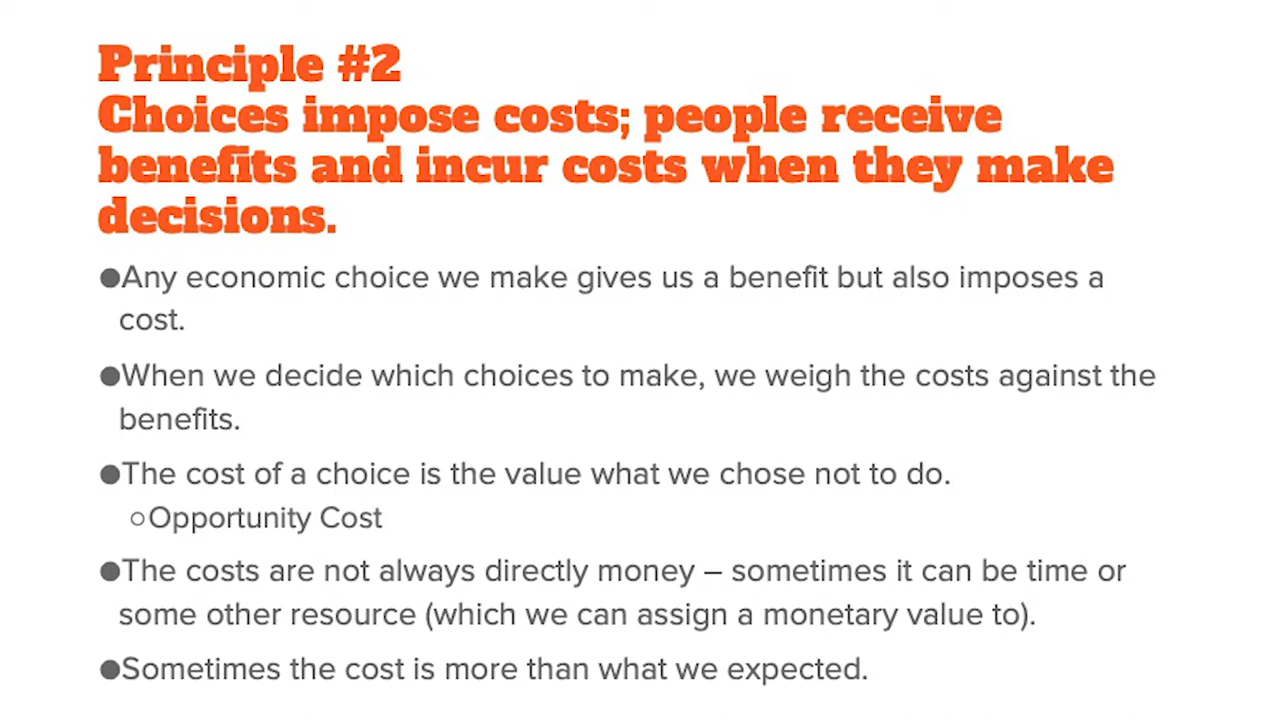 Principle #2
Choices impose costs; people receive
benefits and incur costs when they make
decisions.
●Any economic choice we make gives us a benefit but also imposes a
cost.
●When we decide which choices to make, we weigh the costs against the
benefits.
●The cost of a choice is the value what we chose not to do.
○Opportunity Cost
●The costs are not always directly money – sometimes it can be time or
some other resource (which we can assign a monetary value to).
●Sometimes the cost is more than what we expected.